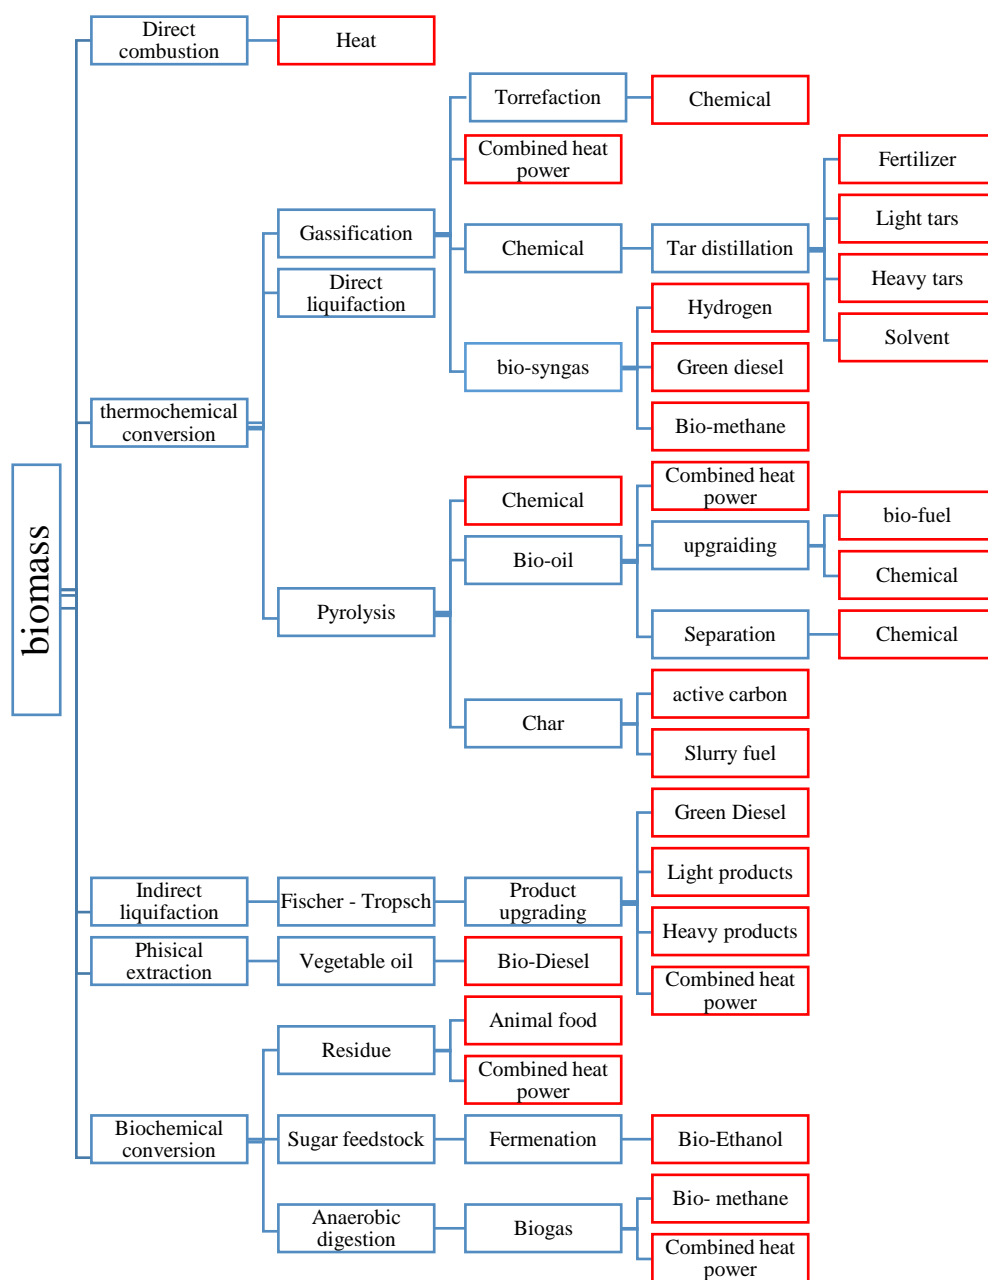 Direct
combustion
Heat
Torrefaction
Chemical
Combined heat
power
Fertilizer
Light tars
Gassification
Chemical
Tar distillation
Heavy tars
Direct
liquifaction
Hydrogen
Solvent
bio-syngas
Green diesel
Bio-methane
thermochemical
conversion
biomass
Chemical
Combined heat
power
bio-fuel
Bio-oil
upgraiding
Chemical
Pyrolysis
Separation
Chemical
active carbon
Char
Slurry fuel
Green Diesel
Light products
Indirect
liquifaction
Fischer - Tropsch
Product
upgrading
Heavy products
Phisical
extraction
Vegetable oil
Bio-Diesel
Combined heat
power
Animal food
Residue
Combined heat
power
Biochemical
conversion
Sugar feedstock
Fermenation
Bio-Ethanol
Bio- methane
Anaerobic
digestion
Biogas
Combined heat
power